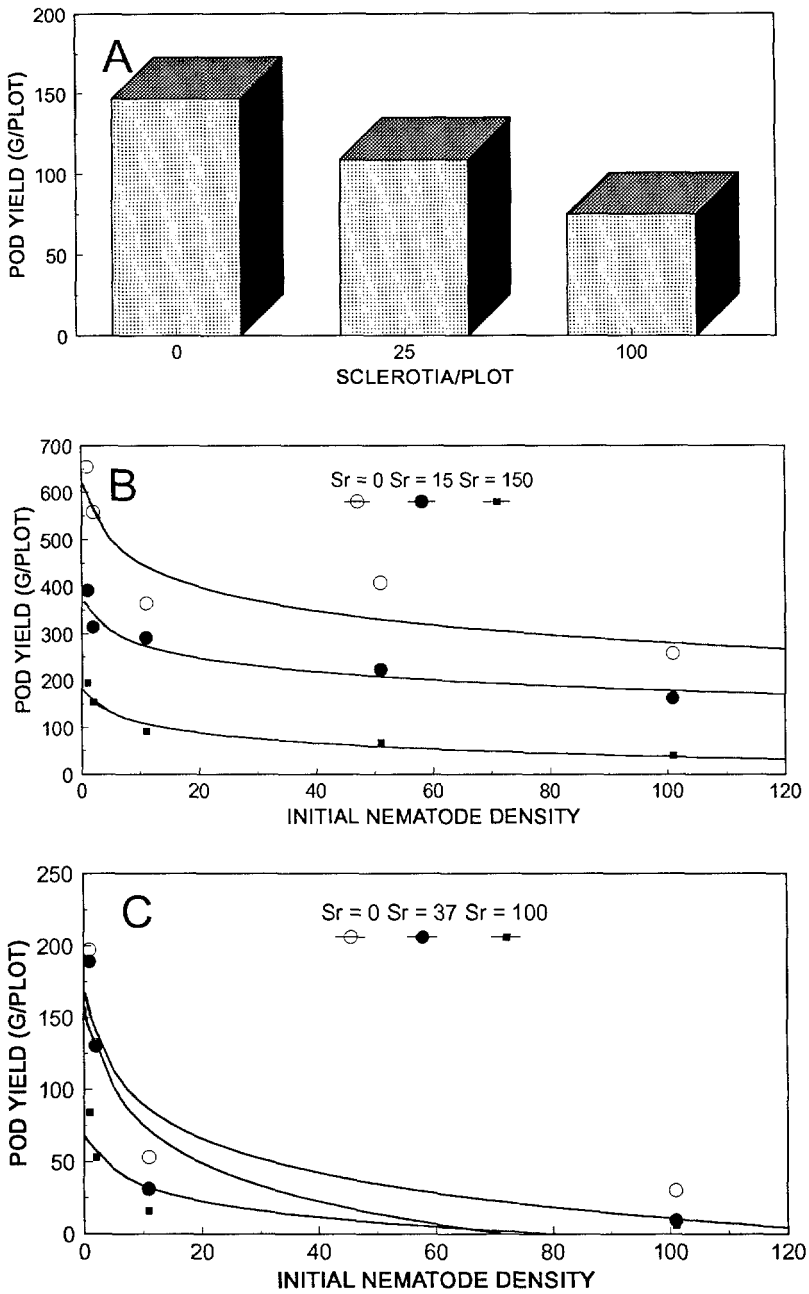 A
200
150
100
50
0
POD YIELD (G/PLOT)
0 25 100
SCLEROTIA/PLOT
B
700
600
500
400
300
200
100
0
POD YIELD (G/PLOT)
Sr = 0 Sr = 15 Sr = 150
0 20 40 60 80 100 120
INITIAL NEMATODE DENSITY
C
250
200
150
100
50
0
POD YIELD (G/PLOT)
Sr = 0 Sr = 37 Sr = 100
0 20 40 60 80 100 120
INITIAL NEMATODE DENSITY